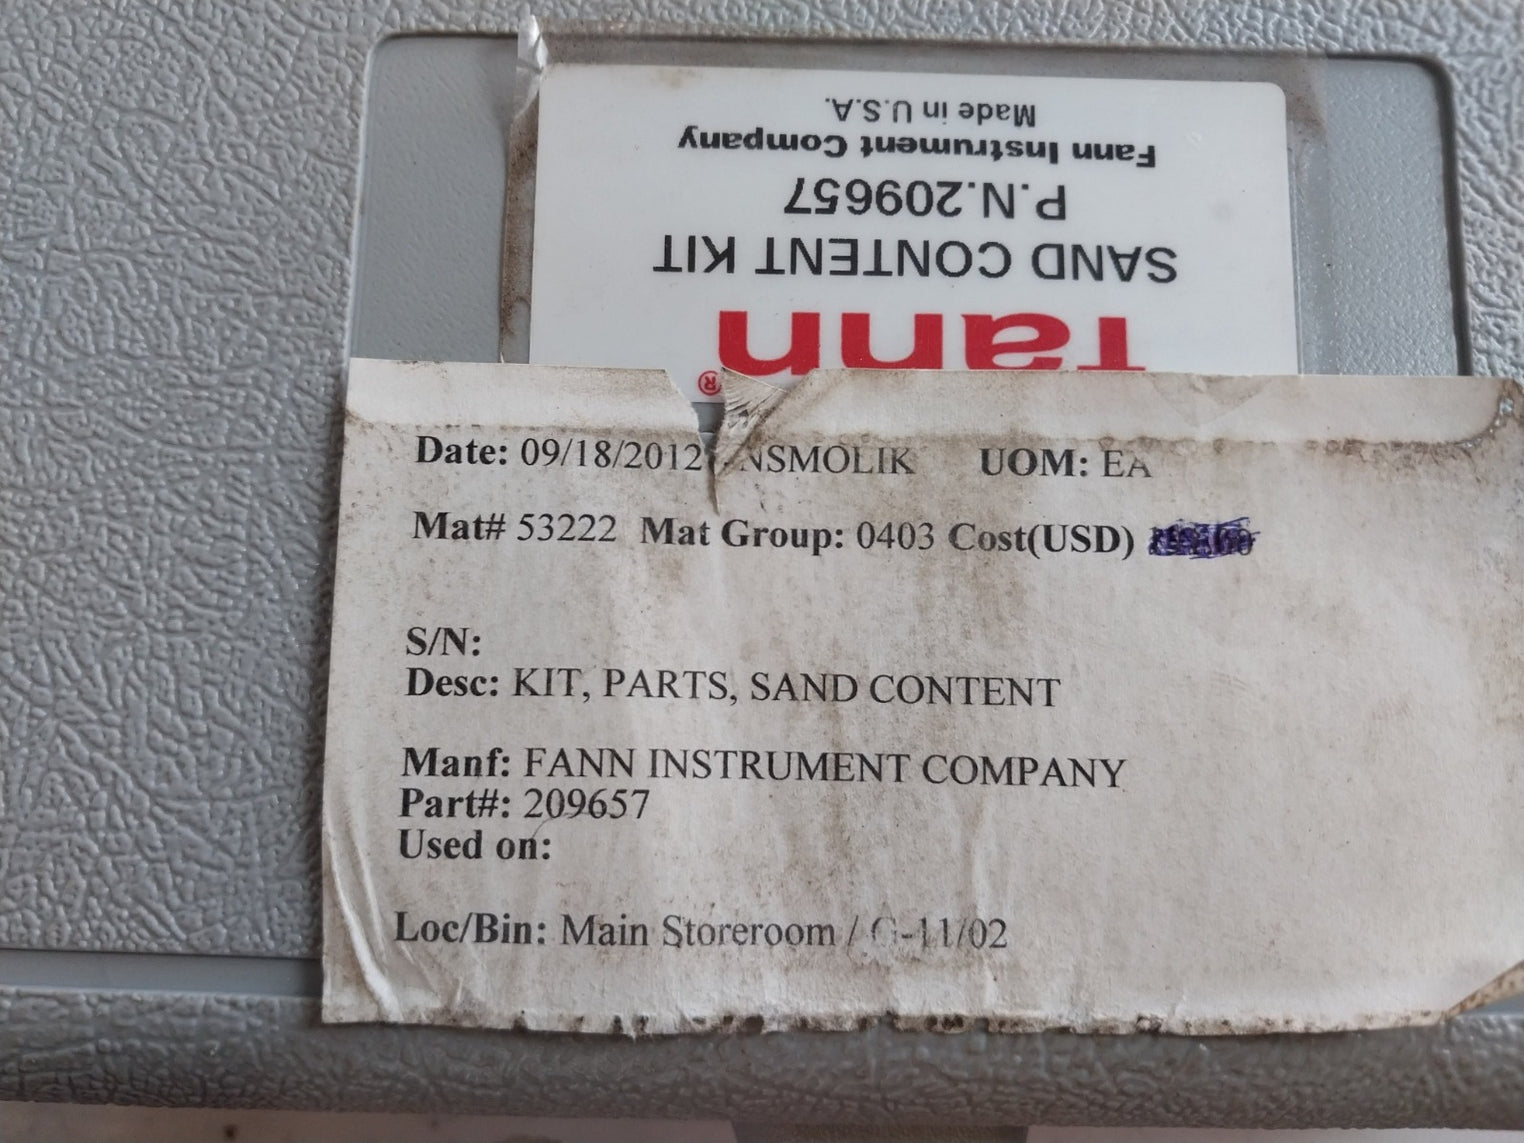 Made in U.S.A.
Fann Instrument Company
P.N.209657
SAND CONTENT KIT
fann®
Date: 09/18/2012 NSMOLIK UOM: EA
Mat# 53222 Mat Group: 0403 Cost(USD)
S/N:
Desc: KIT, PARTS, SAND CONTENT
Manf: FANN INSTRUMENT COMPANY
Part#: 209657
Used on:
Loc/Bin: Main Storeroom / G-11/02